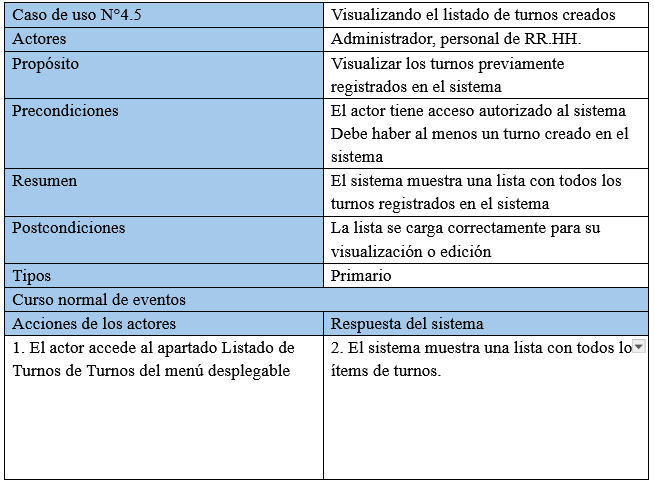 Caso de uso N°4.5
Visualizando el listado de turnos creados
Actores
Administrador, personal de RR.HH.
Propósito
Visualizar los turnos previamente
registrados en el sistema
Precondiciones
El actor tiene acceso autorizado al sistema
Debe haber al menos un turno creado en el
sistema
Resumen
El sistema muestra una lista con todos los
turnos registrados en el sistema
Postcondiciones
La lista se carga correctamente para su
visualización o edición
Tipos
Primario
Curso normal de eventos
Acciones de los actores
Respuesta del sistema
1. El actor accede al apartado Listado de
Turnos de Turnos del menú desplegable
2. El sistema muestra una lista con todos lo
ítems de turnos.